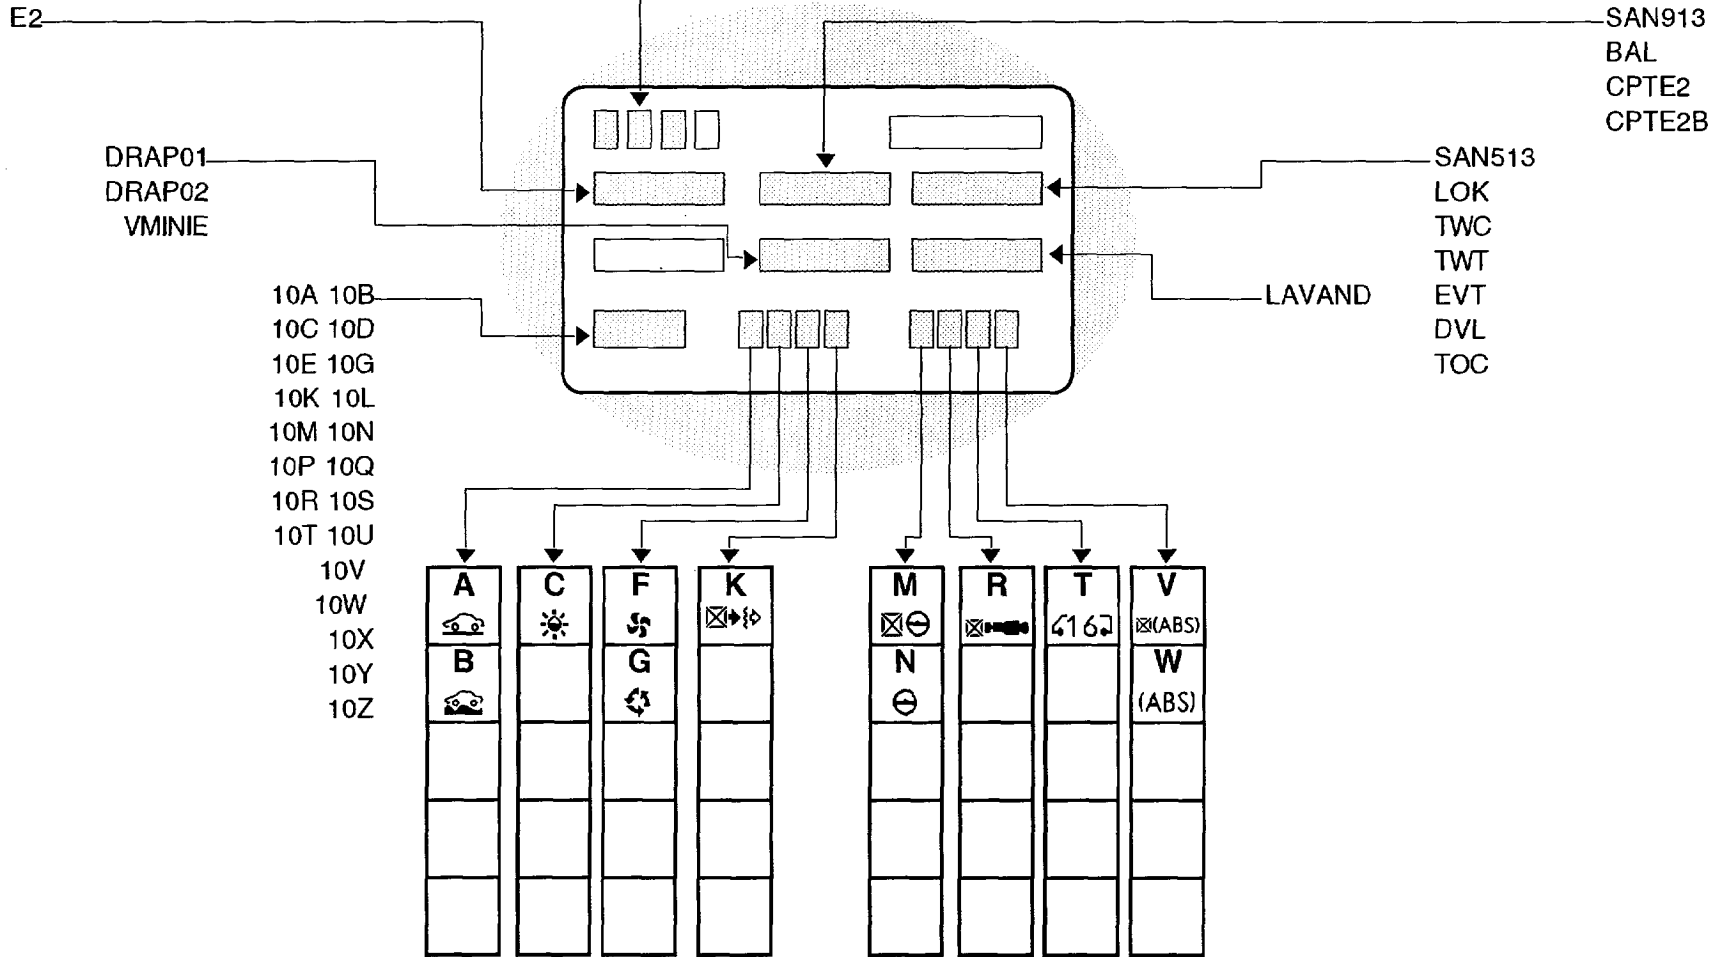 E2
SAN913
BAL
CPTE2
CPTE2B
DRAP01
DRAP02
VMINIE
SAN513
LOK
TWC
TWT
EVT
DVL
TOC
LAVAND
10A 10B
10C 10D
10E 10G
10K 10L
10M 10N
10P 10Q
10R 10S
10T 10U
10V
10W
10X
10Y
10Z
A C F K M R T V
16 (ABS)
B G N W
(ABS)